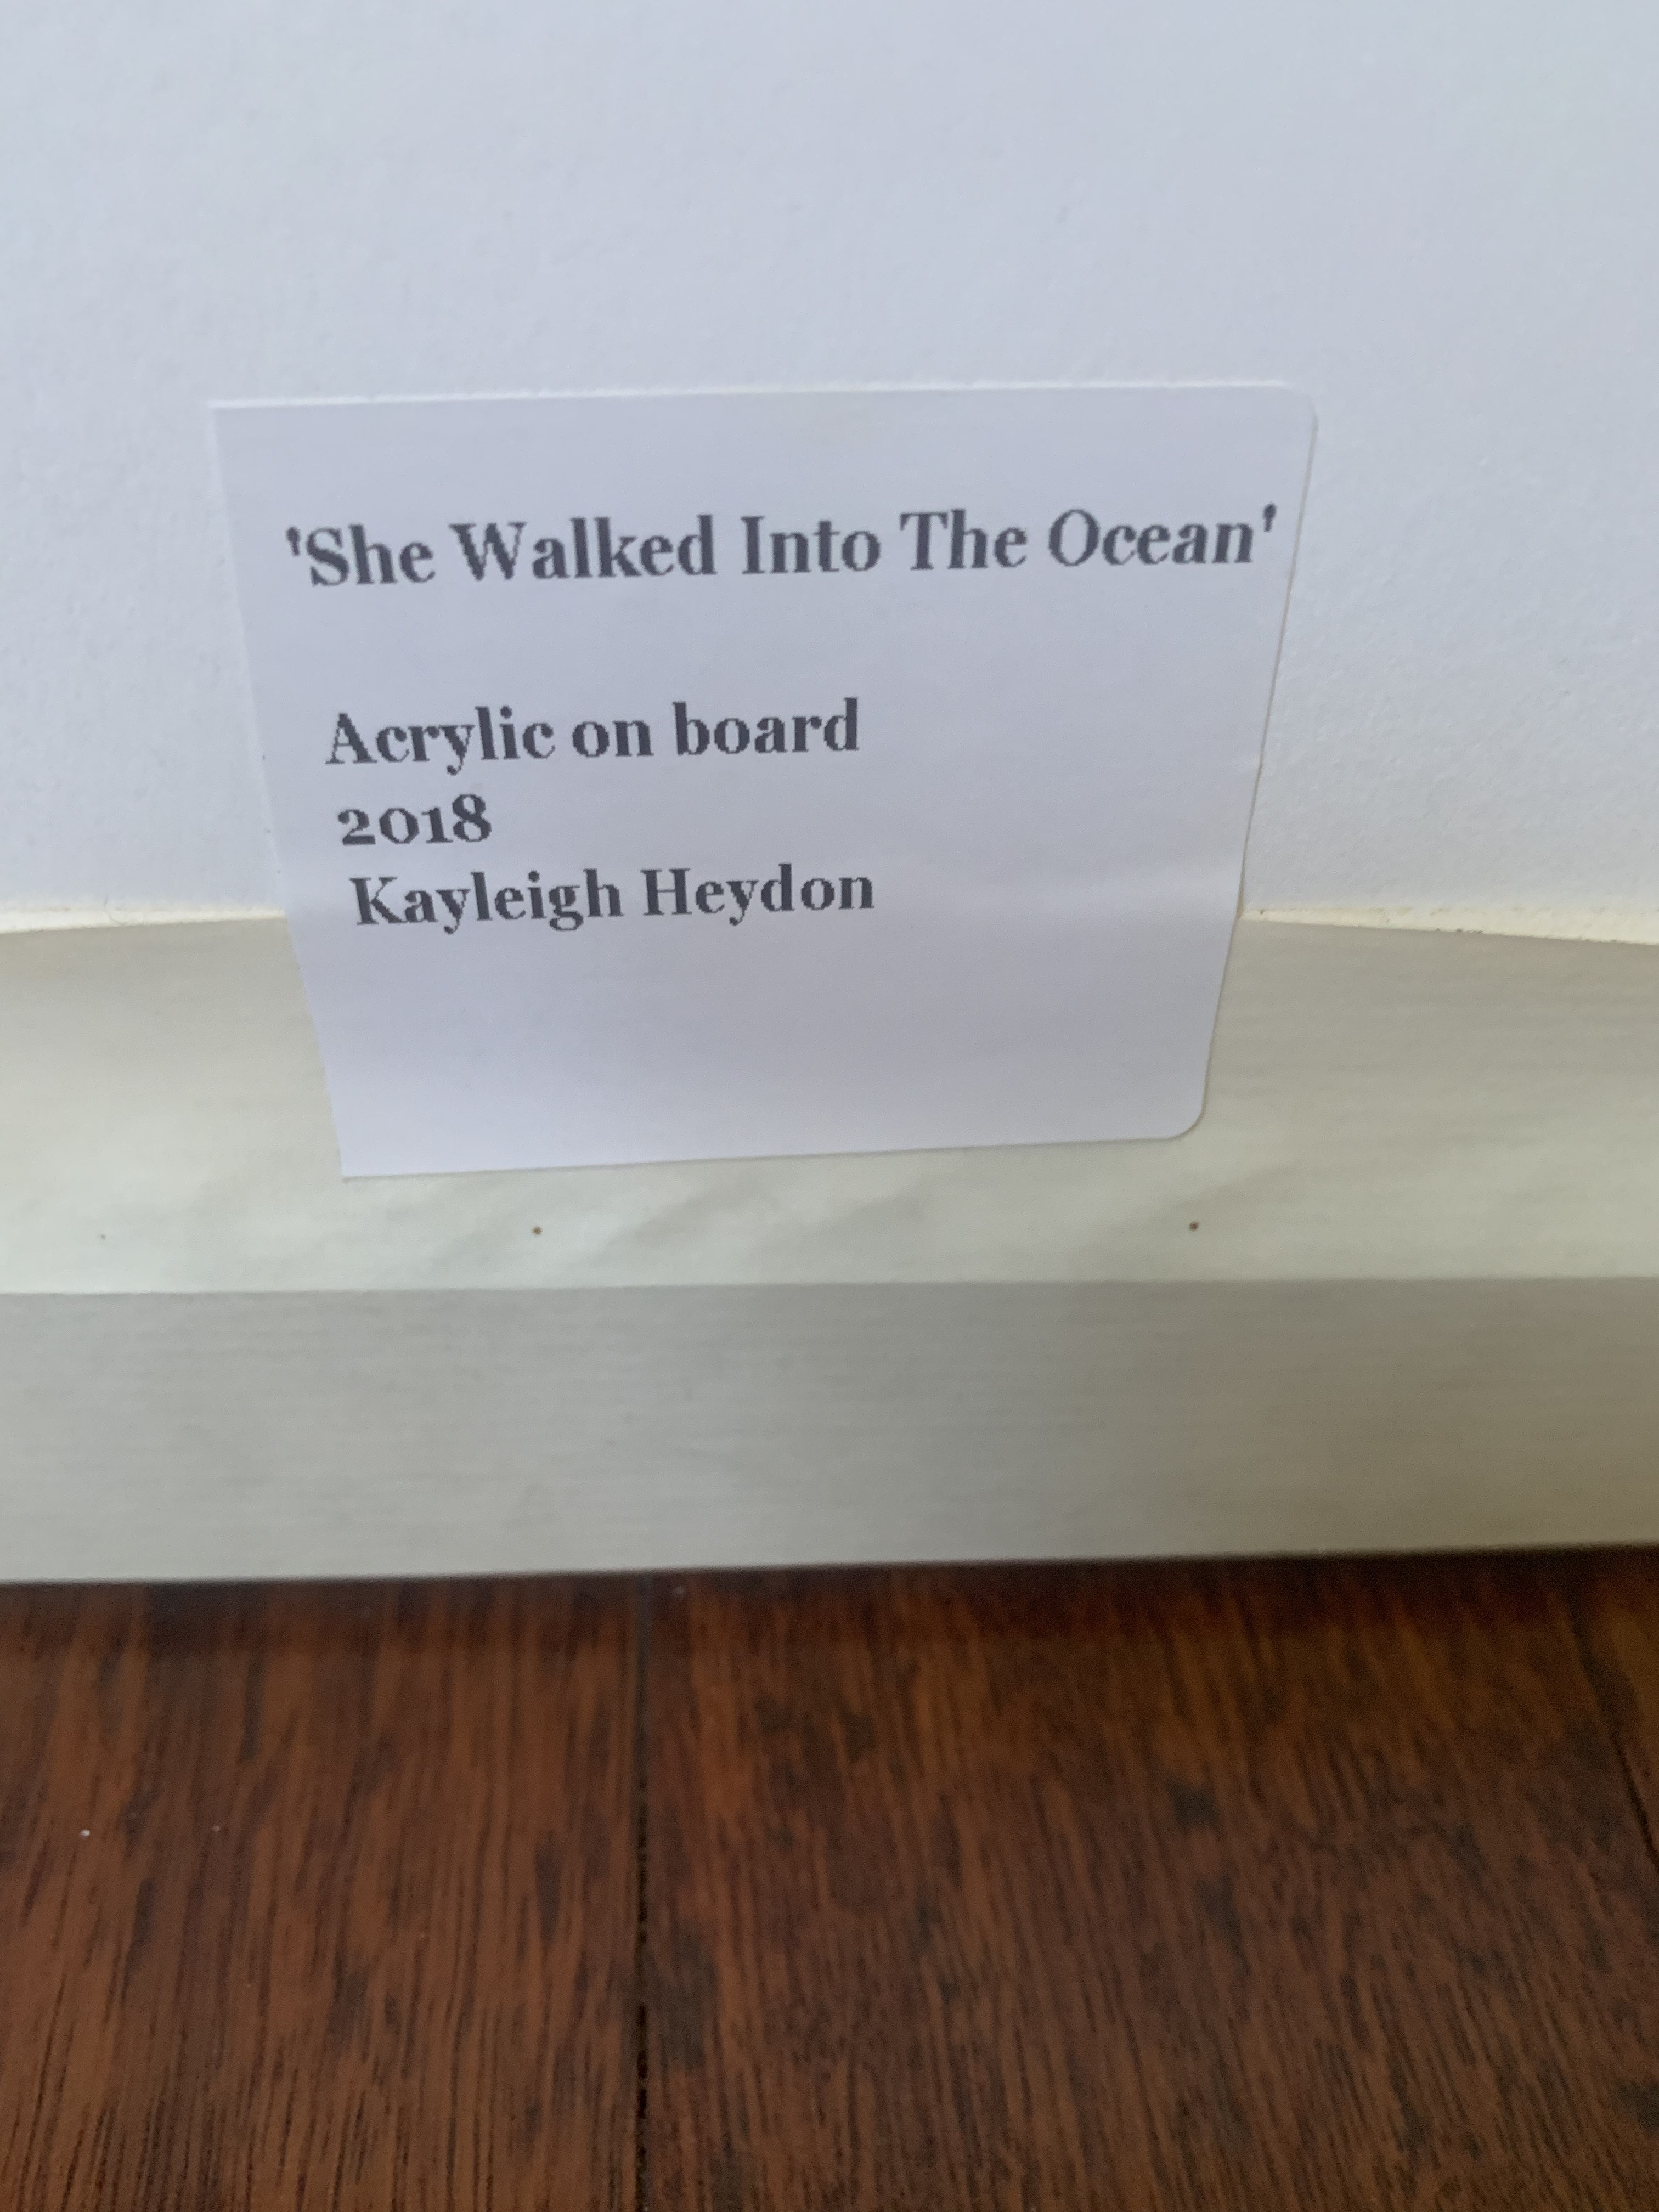 'She Walked Into The Ocean'
Acrylic on board
2018
Kayleigh Heydon